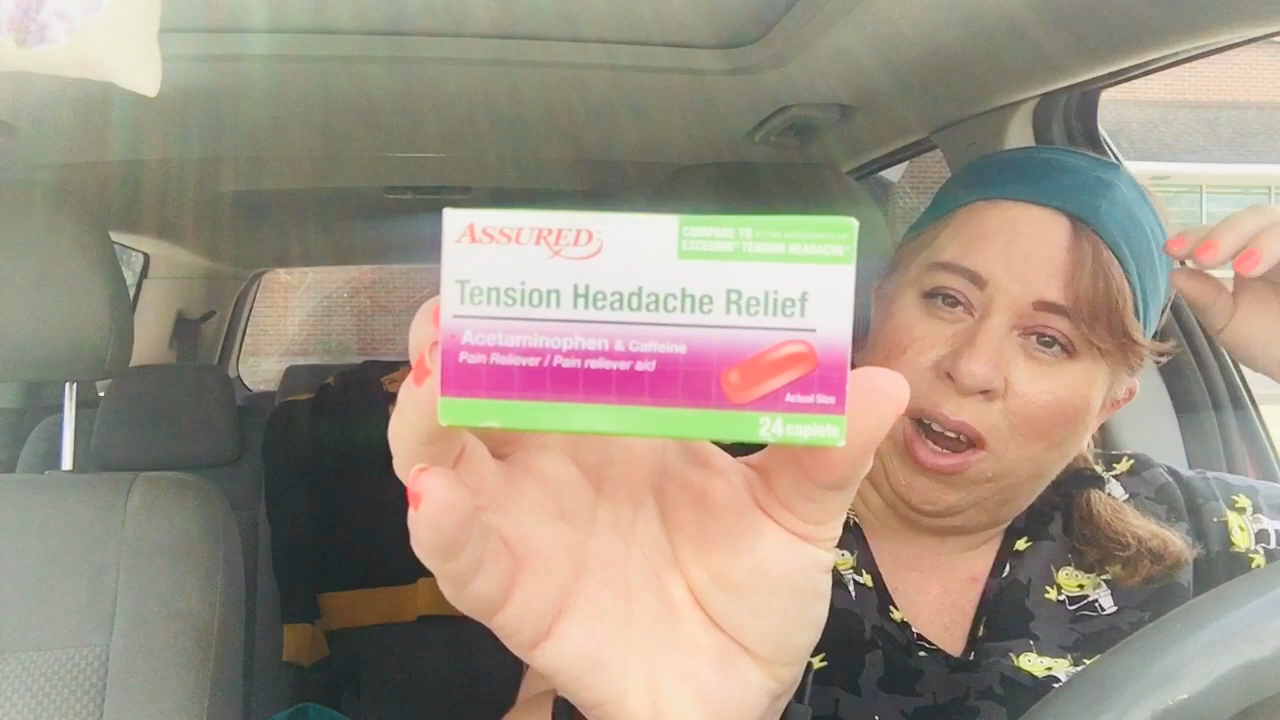 ASSURED
COMPARE TO
EXCEDRIN® TENSION HEADACHE*
Tension Headache Relief
Acetaminophen & Caffeine
Pain Reliever / Pain reliever aid
Actual Size
24 caplets